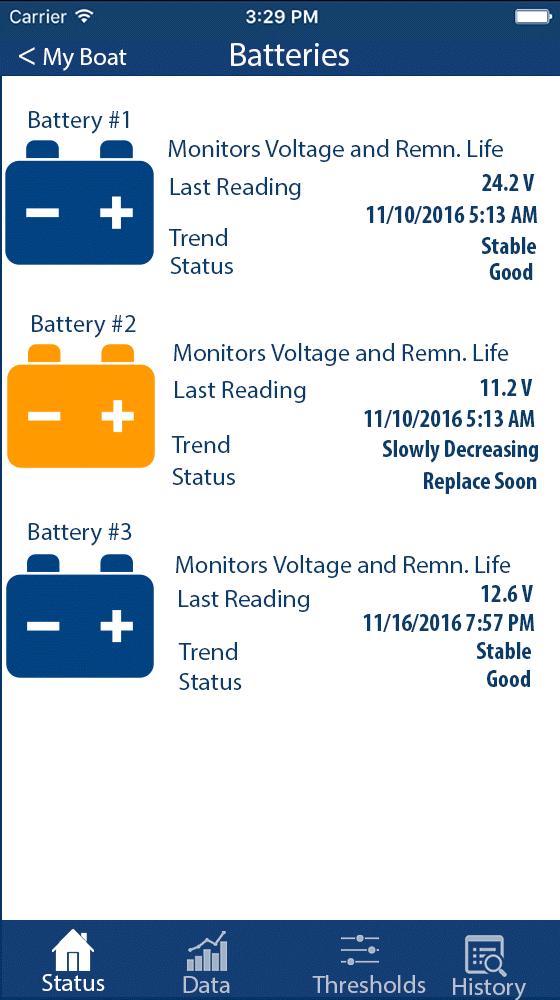 Carrier 3:29 PM
< My Boat Batteries
Battery #1
Monitors Voltage and Remn. Life
Last Reading 24.2 V
11/10/2016 5:13 AM
Trend Stable
Status Good
Battery #2
Monitors Voltage and Remn. Life
Last Reading 11.2 V
11/10/2016 5:13 AM
Trend Slowly Decreasing
Status Replace Soon
Battery #3
Monitors Voltage and Remn. Life
Last Reading 12.6 V
11/16/2016 7:57 PM
Trend Stable
Status Good
Status Data Thresholds History